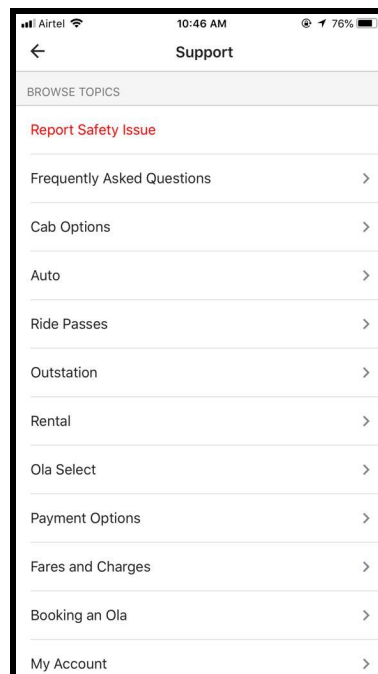 Airtel 10:46 AM 76%
Support
BROWSE TOPICS
Report Safety Issue
Frequently Asked Questions
Cab Options
Auto
Ride Passes
Outstation
Rental
Ola Select
Payment Options
Fares and Charges
Booking an Ola
My Account